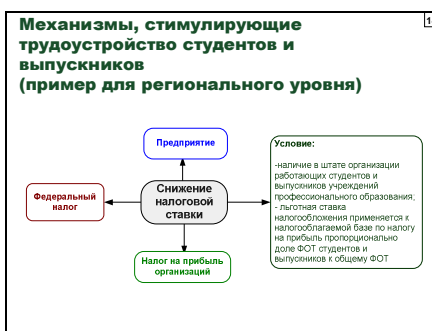 Механизмы, стимулирующие
трудоустройство студентов и
выпускников
(пример для регионального уровня)
1
Предприятие
Условие:
-наличие в штате организации
работающих студентов и
выпускников учреждений
профессионального образования;
- льготная ставка
налогообложения применяется к
налогооблагаемой базе по налогу
на прибыль пропорционально
доле ФОТ студентов и
выпускников к общему ФОТ
Федеральный
налог
Снижение
налоговой
ставки
Налог на прибыль
организаций